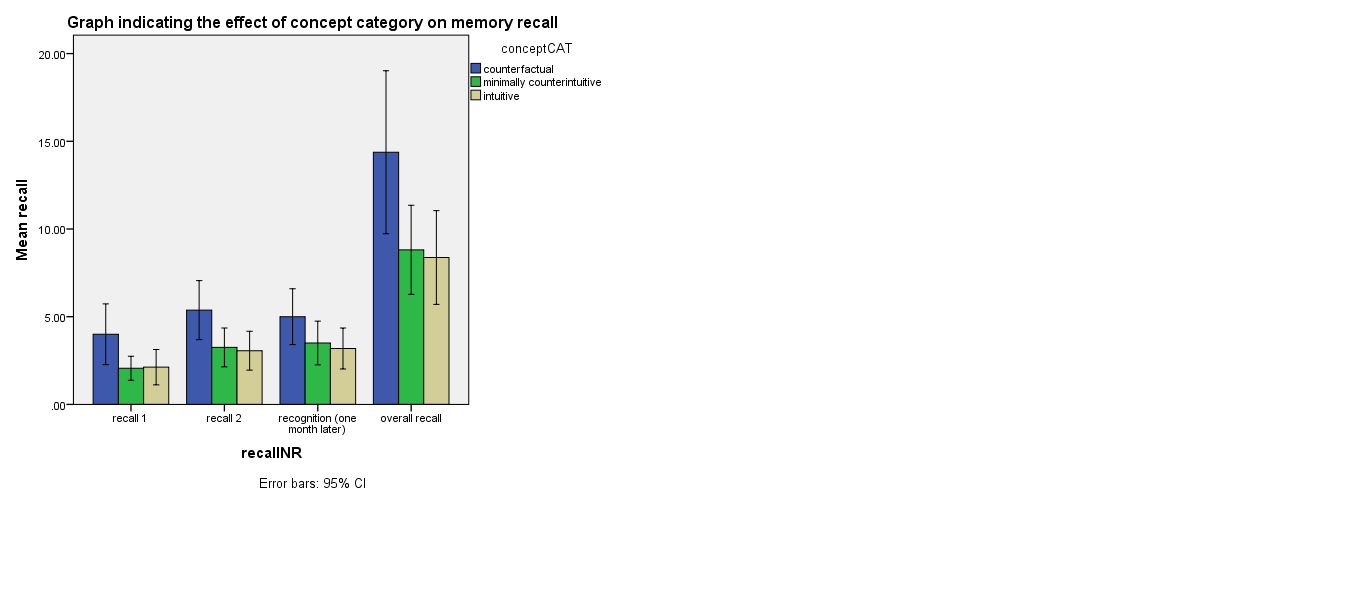 Graph indicating the effect of concept category on memory recall
conceptCAT
counterfactual
minimally counterintuitive
intuitive
Mean recall
20.00
15.00
10.00
5.00
.00
recall 1
recall 2
recognition (one
month later)
overall recall
recallNR
Error bars: 95% CI